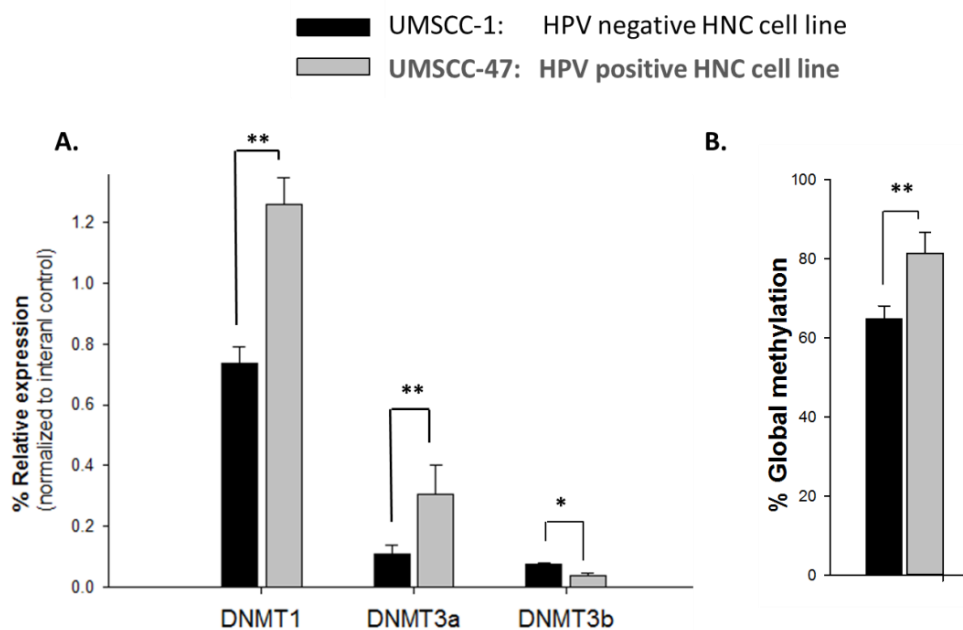 UMSCC-1: HPV negative HNC cell line
UMSCC-47: HPV positive HNC cell line
A.
% Relative expression
(normalized to interanl control)
1.2
1.0
0.8
0.6
0.4
0.2
0.0
**
**
*
DNMT1 DNMT3a DNMT3b
B.
% Global methylation
100
80
60
40
20
0
**